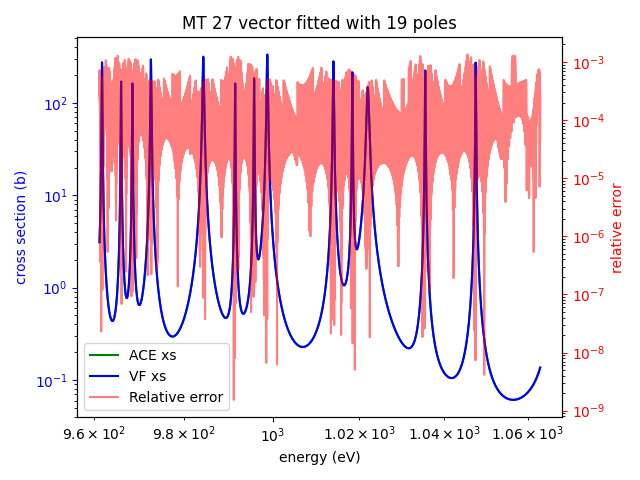 MT 27 vector fitted with 19 poles
cross section (b)
10²
10¹
10⁰
10⁻¹
10⁻³
10⁻⁴
10⁻⁵
10⁻⁶
10⁻⁷
10⁻⁸
10⁻⁹
relative error
ACE xs
VF xs
Relative error
9.6 × 10² 9.8 × 10² 10³ 1.02 × 10³ 1.04 × 10³ 1.06 × 10³
energy (eV)